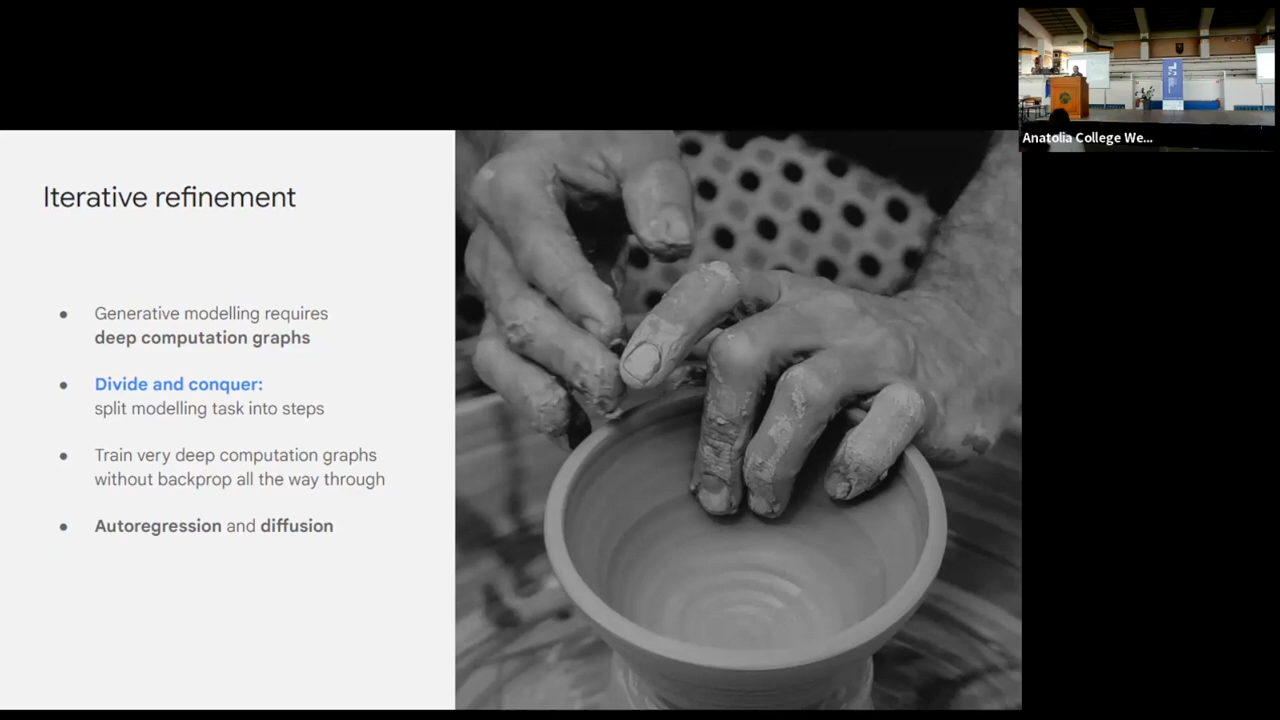 Anatolia College We...
Iterative refinement
Generative modelling requires
deep computation graphs
Divide and conquer:
split modelling task into steps
Train very deep computation graphs
without backprop all the way through
Autoregression and diffusion